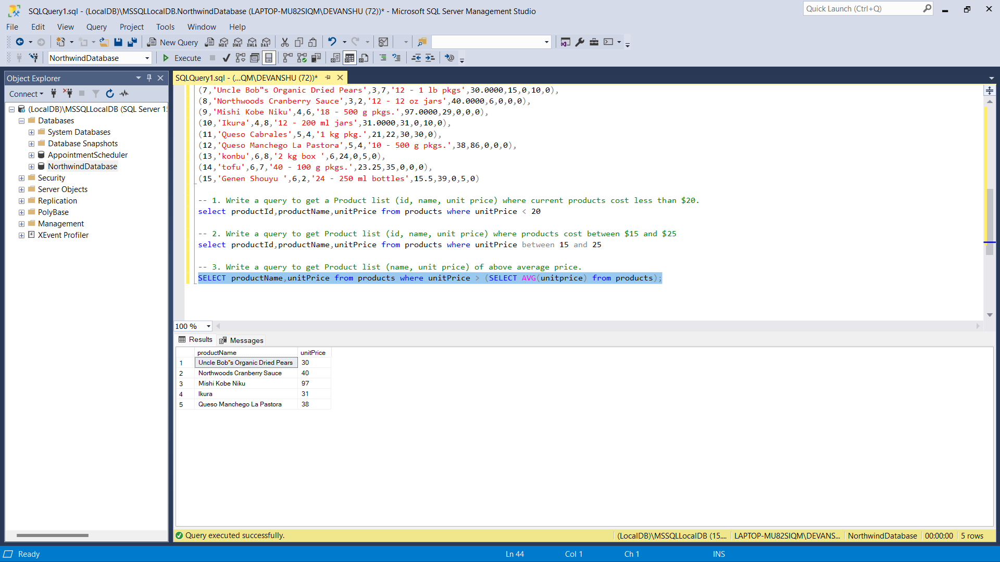 SQLQuery1.sql - (LocalDB)\MSSQLLocalDB.NorthwindDatabase (LAPTOP-MU82SIQM\DEVANSHU (72))* - Microsoft SQL Server Management Studio
Quick Launch (Ctrl+Q)
File Edit View Query Project Tools Window Help
New Query MDX DMX XMLA DAX
NorthwindDatabase Execute
Object Explorer
SQLQuery1.sql - (...QM\DEVANSHU (72))*
Connect
(LocalDB)\MSSQLLocalDB (SQL Server 15
Databases
System Databases
Database Snapshots
AppointmentScheduler
NorthwindDatabase
Security
Server Objects
Replication
PolyBase
Management
XEvent Profiler
(7,'Uncle Bob"s Organic Dried Pears',3,7,'12 - 1 lb pkgs',30.0000,15,0,10,0),
(8,'Northwoods Cranberry Sauce',3,2,'12 - 12 oz jars',40.0000,6,0,0,0),
(9,'Mishi Kobe Niku',4,6,'18 - 500 g pkgs.',97.0000,29,0,0,0),
(10,'Ikura',4,8,'12 - 200 ml jars',31.0000,31,0,10,0),
(11,'Queso Cabrales',5,4,'1 kg pkg.',21,22,30,30,0),
(12,'Queso Manchego La Pastora',5,4,'10 - 500 g pkgs.',38,86,0,0,0),
(13,'konbu',6,8,'2 kg box ',6,24,0,5,0),
(14,'tofu',6,7,'40 - 100 g pkgs.',23.25,35,0,0,0),
(15,'Genen Shouyu ',6,2,'24 - 250 ml bottles',15.5,39,0,5,0)
-- 1. Write a query to get a Product list (id, name, unit price) where current products cost less than $20.
select productId,productName,unitPrice from products where unitPrice < 20
-- 2. Write a query to get Product list (id, name, unit price) where products cost between $15 and $25
select productId,productName,unitPrice from products where unitPrice between 15 and 25
-- 3. Write a query to get Product list (name, unit price) of above average price.
SELECT productName,unitPrice from products where unitPrice > (SELECT AVG(unitprice) from products);
100 %
Results Messages
productName unitPrice
1 Uncle Bob"s Organic Dried Pears 30
2 Northwoods Cranberry Sauce 40
3 Mishi Kobe Niku 97
4 Ikura 31
5 Queso Manchego La Pastora 38
Query executed successfully.
(LocalDB)\MSSQLLocalDB (15.... LAPTOP-MU82SIQM\DEVANS... NorthwindDatabase 00:00:00 5 rows
Ready Ln 44 Col 1 Ch 1 INS